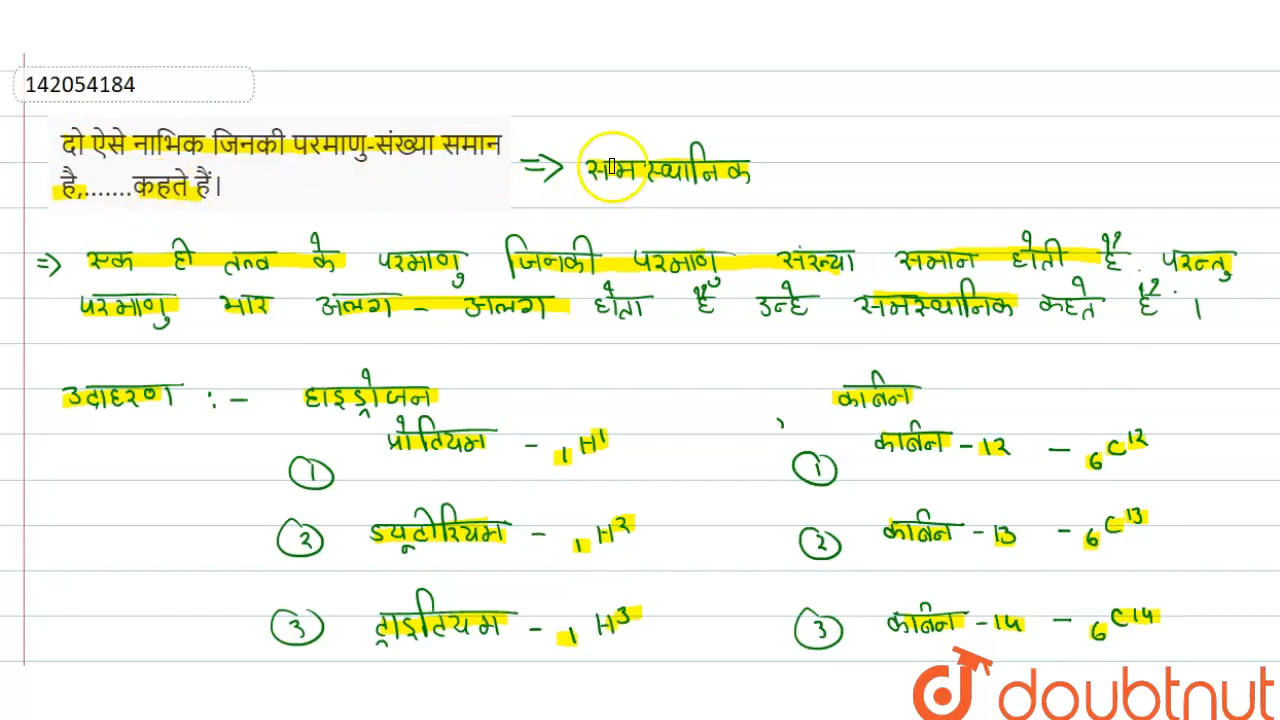 142054184
दो ऐसे नाभिक जिनकी परमाणु-संख्या समान
है,.......कहते हैं।
=> समस्थानिक
=> एक ही तत्व के परमाणु जिनकी परमाणु संख्या समान होती है परन्तु
परमाणु भार अलग - अलग होता है उन्हे समस्थानिक कहते है।
उदाहरण :- हाइड्रोजन कार्बन
① प्रोटियम - ₁H¹ ① कार्बन - 12 - ₆C¹²
② ड्यूटीरियम - ₁H² ② कार्बन - 13 - ₆C¹³
③ ट्राइटियम - ₁H³ ③ कार्बन - 14 - ₆C¹⁴
doubtnut